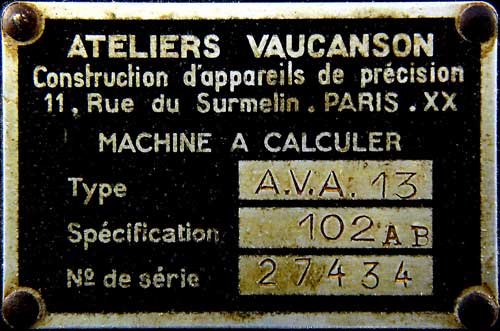 ATELIERS VAUCANSON
Construction d'appareils de précision
11, Rue du Surmelin . PARIS . XX
MACHINE A CALCULER
Type A.V.A. 13
Spécification 102 AB
Nº de série 27434